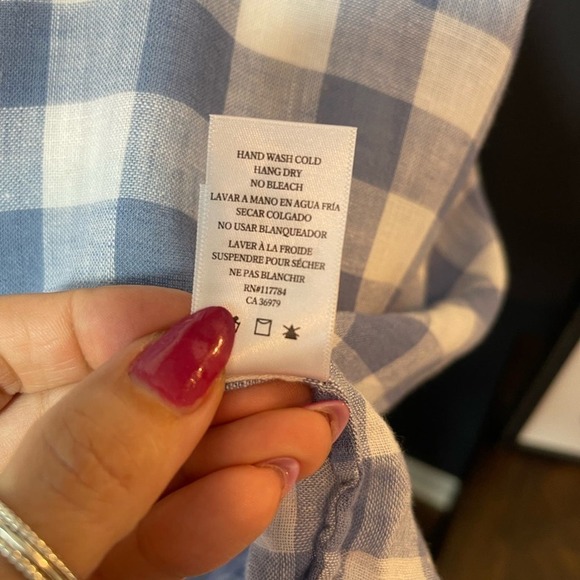 HAND WASH COLD
HANG DRY
NO BLEACH
LAVAR A MANO EN AGUA FRÍA
SECAR COLGADO
NO USAR BLANQUEADOR
LAVER À LA FROIDE
SUSPENDRE POUR SÉCHER
NE PAS BLANCHIR
RN#117784
CA 36979